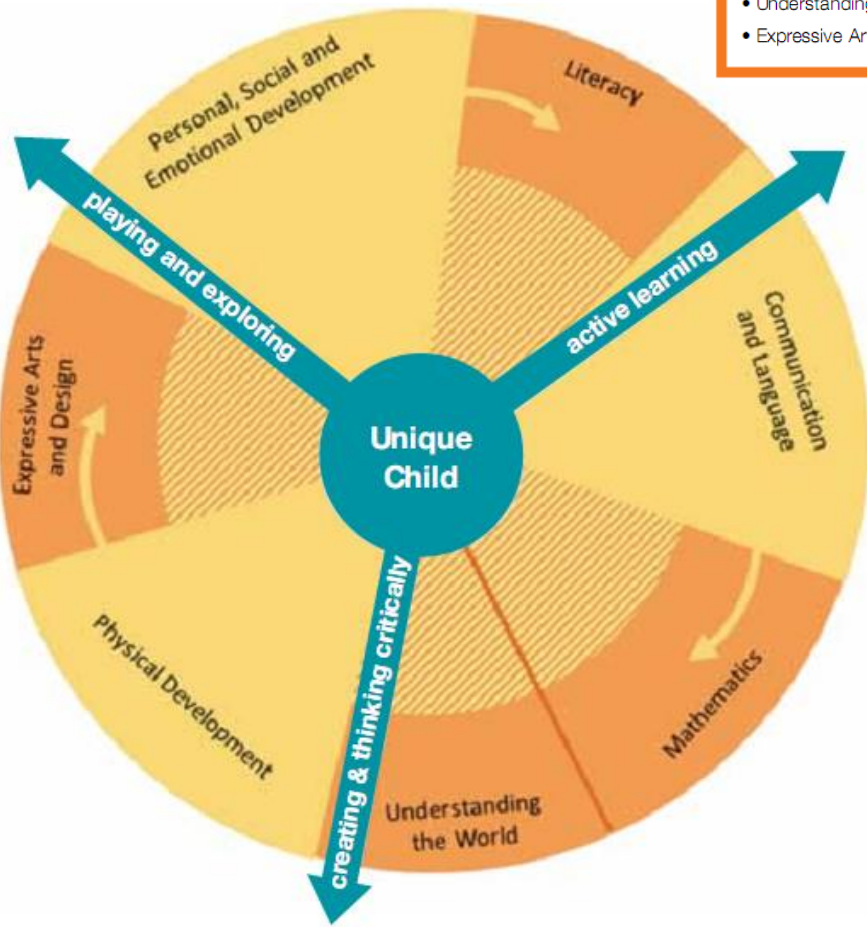 • Understanding
• Expressive Ar
Personal, Social and
Emotional Development
Literacy
playing and exploring
active learning
Communication
and Language
Expressive Arts
and Design
Unique
Child
Physical Development
creating & thinking critically
Mathematics
Understanding
the World